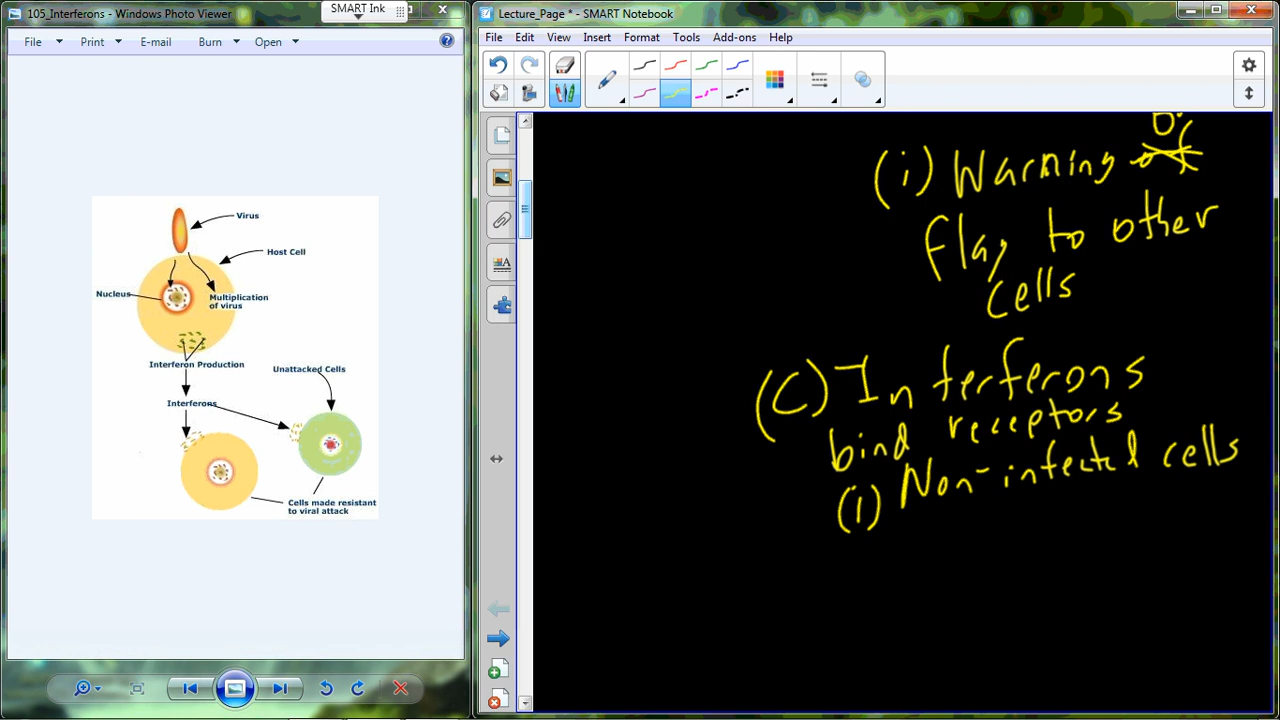 105_Interferons - Windows Photo Viewer
SMART Ink
File Print E-mail Burn Open
Virus
Host Cell
Nucleus
Multiplication
of virus
Interferon Production
Unattacked Cells
Interferons
Cells made resistant
to viral attack
Lecture_Page * - SMART Notebook
File Edit View Insert Format Tools Add-ons Help
(i) Warning
flag to other
cells
(C) Interferons
bind receptors
(i) Non-infected cells